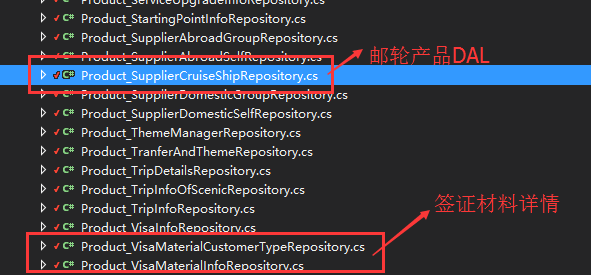 C# Product_ServiceUpgradeInfoRepository.cs
C# Product_StartingPointInfoRepository.cs
C# Product_SupplierAbroadGroupRepository.cs
C# Product_SupplierAbroadSelfRepository.cs
邮轮产品DAL
C# Product_SupplierCruiseShipRepository.cs
C# Product_SupplierDomesticGroupRepository.cs
C# Product_SupplierDomesticSelfRepository.cs
C# Product_ThemeManagerRepository.cs
C# Product_TranferAndThemeRepository.cs
C# Product_TripDetailsRepository.cs
C# Product_TripInfoOfScenicRepository.cs
C# Product_TripInfoRepository.cs
签证材料详情
C# Product_VisaInfoRepository.cs
C# Product_VisaMaterialCustomerTypeRepository.cs
C# Product_VisaMaterialInfoRepository.cs